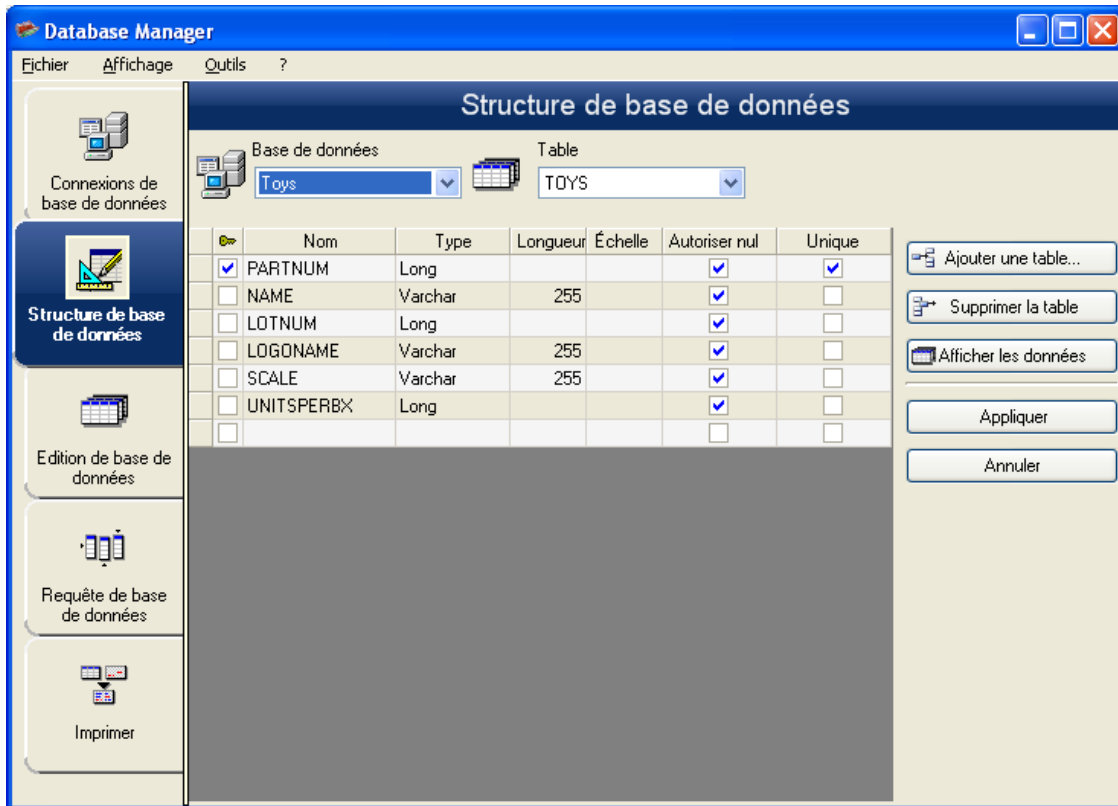 Database Manager
Fichier Affichage Outils ?
Structure de base de données
Connexions de
base de données
Structure de base
de données
Edition de base de
données
Requête de base
de données
Imprimer
Base de données
Toys
Table
TOYS
Nom Type Longueur Échelle Autoriser nul Unique
PARTNUM Long
NAME Varchar 255
LOTNUM Long
LOGONAME Varchar 255
SCALE Varchar 255
UNITSPERBX Long
Ajouter une table...
Supprimer la table
Afficher les données
Appliquer
Annuler